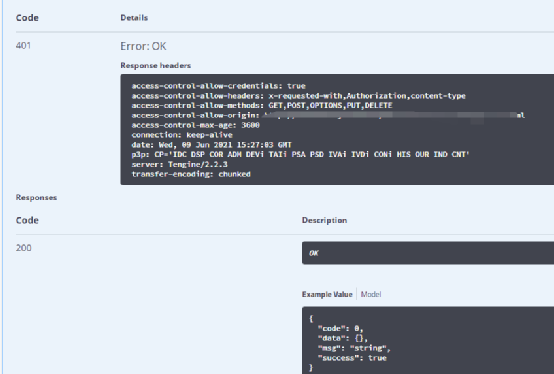 Code Details
401 Error: OK
Response headers
access-control-allow-credentials: true
access-control-allow-headers: x-requested-with,Authorization,content-type
access-control-allow-methods: GET,POST,OPTIONS,PUT,DELETE
access-control-allow-origin: ml
access-control-max-age: 3600
connection: keep-alive
date: Wed, 09 Jun 2021 15:27:03 GMT
p3p: CP='IDC DSP COR ADM DEVi TAIi PSA PSD IVAi IVDi CONi HIS OUR IND CNT'
server: Tengine/2.2.3
transfer-encoding: chunked
Responses
Code Description
200 OK
Example Value Model
{
"code": 0,
"data": {},
"msg": "string",
"success": true
}